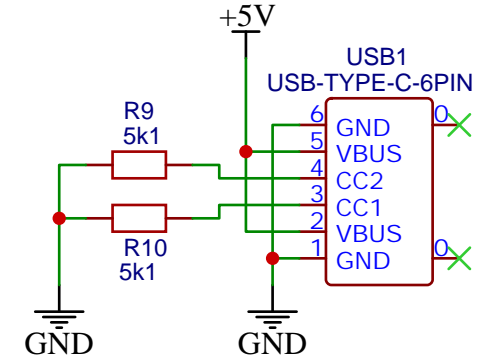 +5V
USB1
USB-TYPE-C-6PIN
R9
5k1
R10
5k1
6 GND 0
5 VBUS
4 CC2
3 CC1
2 VBUS
1 GND 0
GND
GND